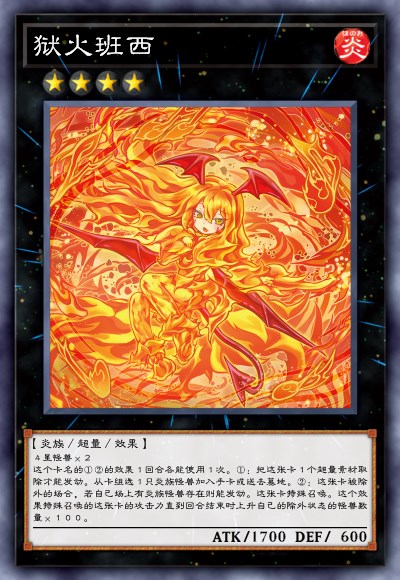 狱火班西
ほのお
炎
【炎族/超量/效果】
4星怪兽×2
这个卡名的①②的效果1回合各能使用1次。①：把这张卡1个超量素材取
除才能发动。从卡组选1只炎族怪兽加入手卡或送去墓地。②：这张卡被除
外的场合，若自己场上有炎族怪兽存在则能发动。这张卡特殊召唤。这个效
果特殊召唤的这张卡的攻击力直到回合结束时上升自己的除外状态的怪兽数
量×100。
ATK/1700 DEF/ 600